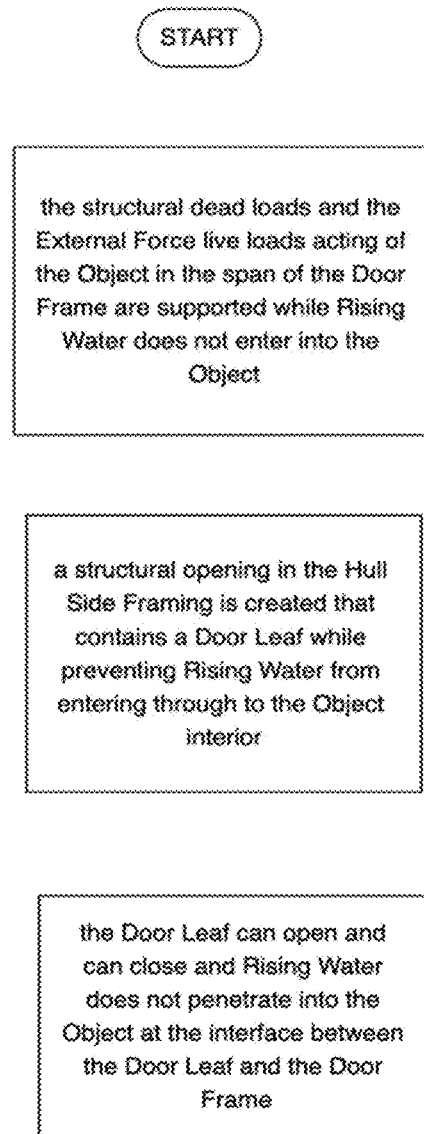 START
the structural dead loads and the
External Force live loads acting of
the Object in the span of the Door
Frame are supported while Rising
Water does not enter into the
Object
a structural opening in the Hull
Side Framing is created that
contains a Door Leaf while
preventing Rising Water from
entering through to the Object
interior
the Door Leaf can open and
can close and Rising Water
does not penetrate into the
Object at the interface between
the Door Leaf and the Door
Frame